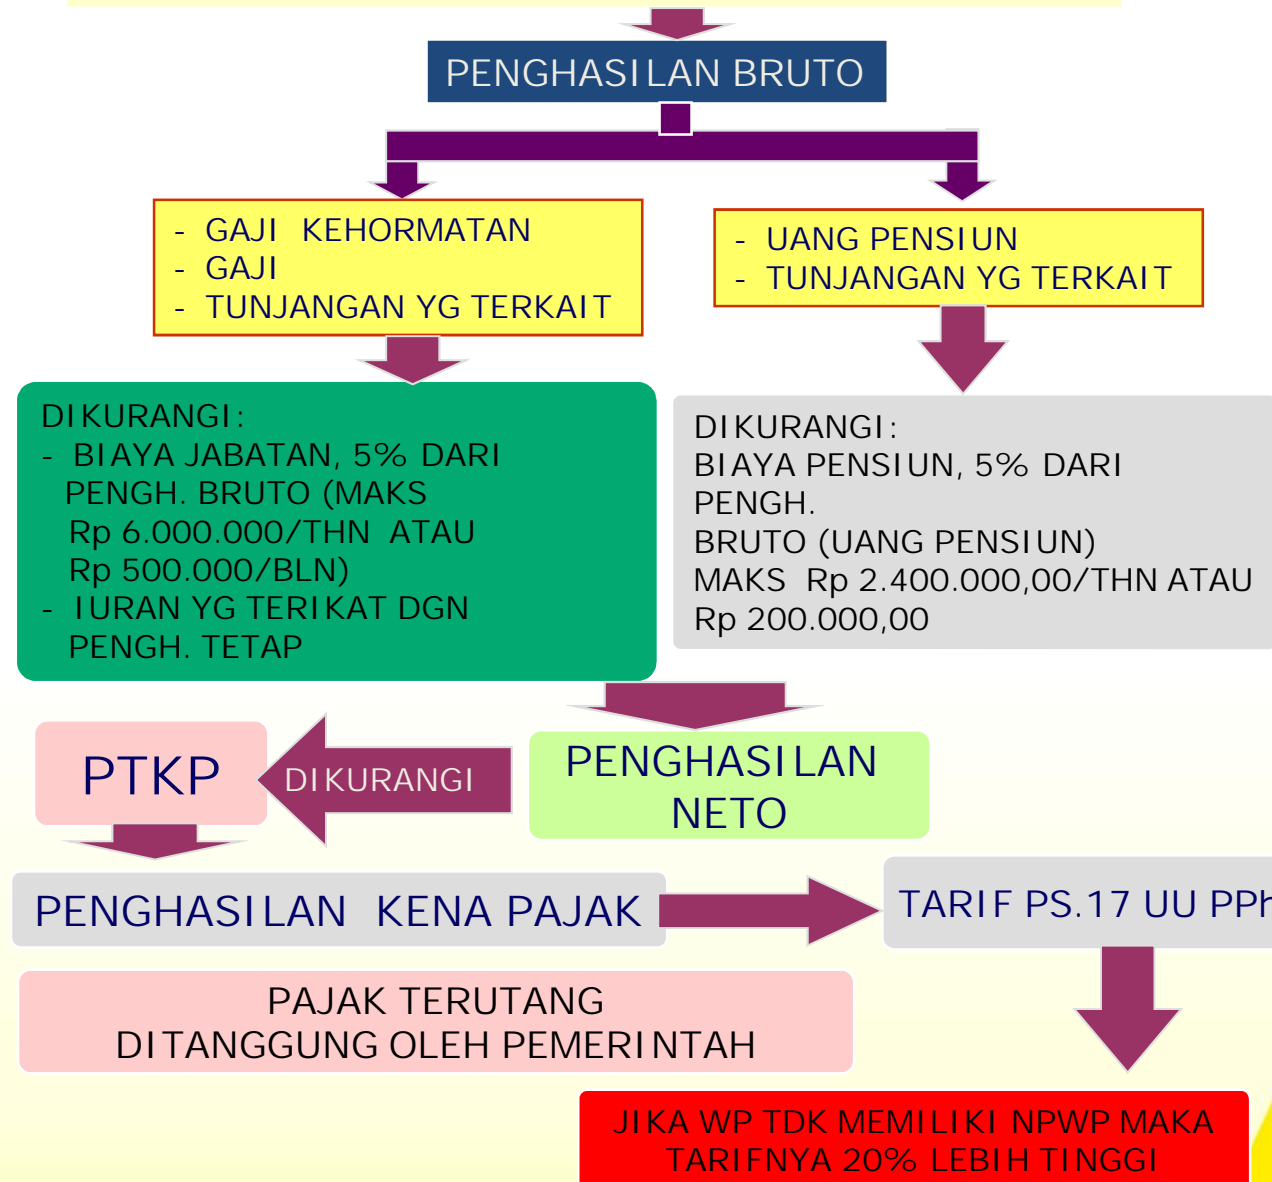 PENGHASILAN BRUTO
- GAJI KEHORMATAN
- GAJI
- TUNJANGAN YG TERKAIT
- UANG PENSIUN
- TUNJANGAN YG TERKAIT
DIKURANGI:
- BIAYA JABATAN, 5% DARI
PENGH. BRUTO (MAKS
Rp 6.000.000/THN ATAU
Rp 500.000/BLN)
- IURAN YG TERIKAT DGN
PENGH. TETAP
DIKURANGI:
BIAYA PENSIUN, 5% DARI
PENGH.
BRUTO (UANG PENSIUN)
MAKS Rp 2.400.000,00/THN ATAU
Rp 200.000,00
PTKP
DIKURANGI
PENGHASILAN
NETO
PENGHASILAN KENA PAJAK
TARIF PS.17 UU PPh
PAJAK TERUTANG
DITANGGUNG OLEH PEMERINTAH
JIKA WP TDK MEMILIKI NPWP MAKA
TARIFNYA 20% LEBIH TINGGI